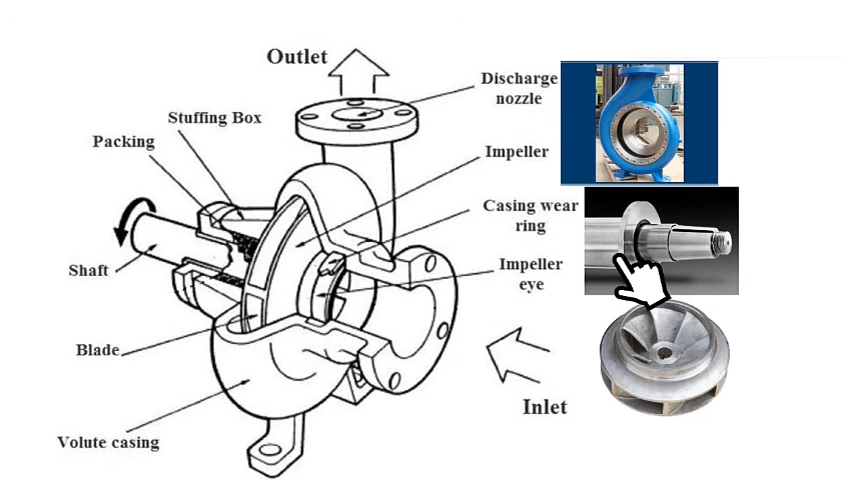 Outlet
Discharge
nozzle
Stuffing Box
Packing
Impeller
Casing wear
ring
Shaft
Impeller
eye
Blade
Inlet
Volute casing